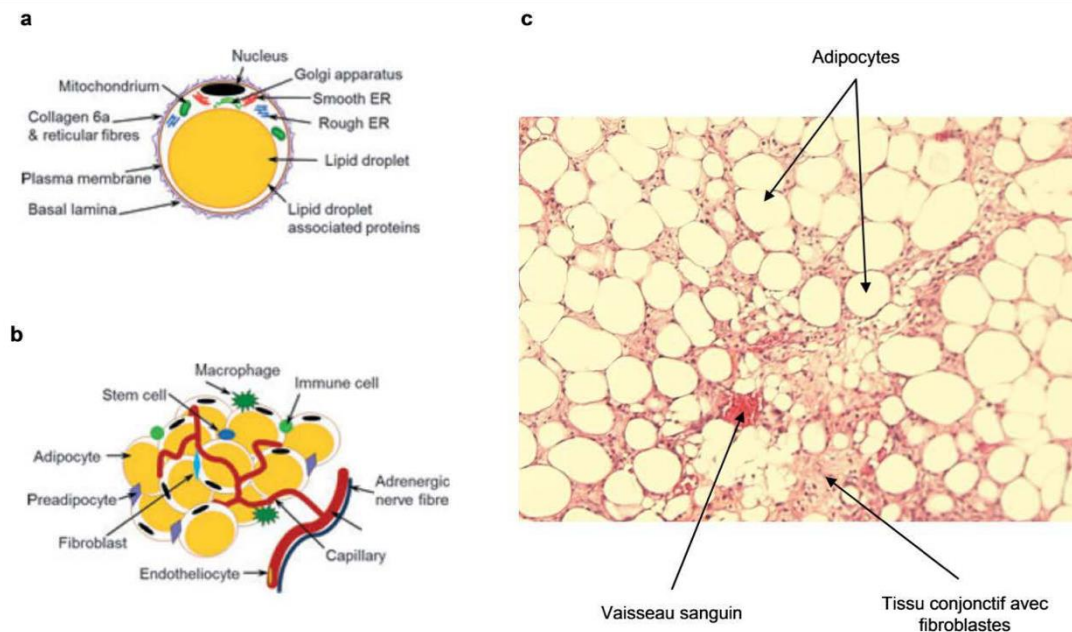 a
Nucleus
Golgi apparatus
Mitochondrium
Smooth ER
Collagen 6a
& reticular fibres
Rough ER
Lipid droplet
Plasma membrane
Basal lamina
Lipid droplet
associated proteins
b
Macrophage
Immune cell
Stem cell
Adipocyte
Adrenergic
nerve fibre
Preadipocyte
Fibroblast
Capillary
Endotheliocyte
c
Adipocytes
Vaisseau sanguin
Tissu conjonctif avec
fibroblastes